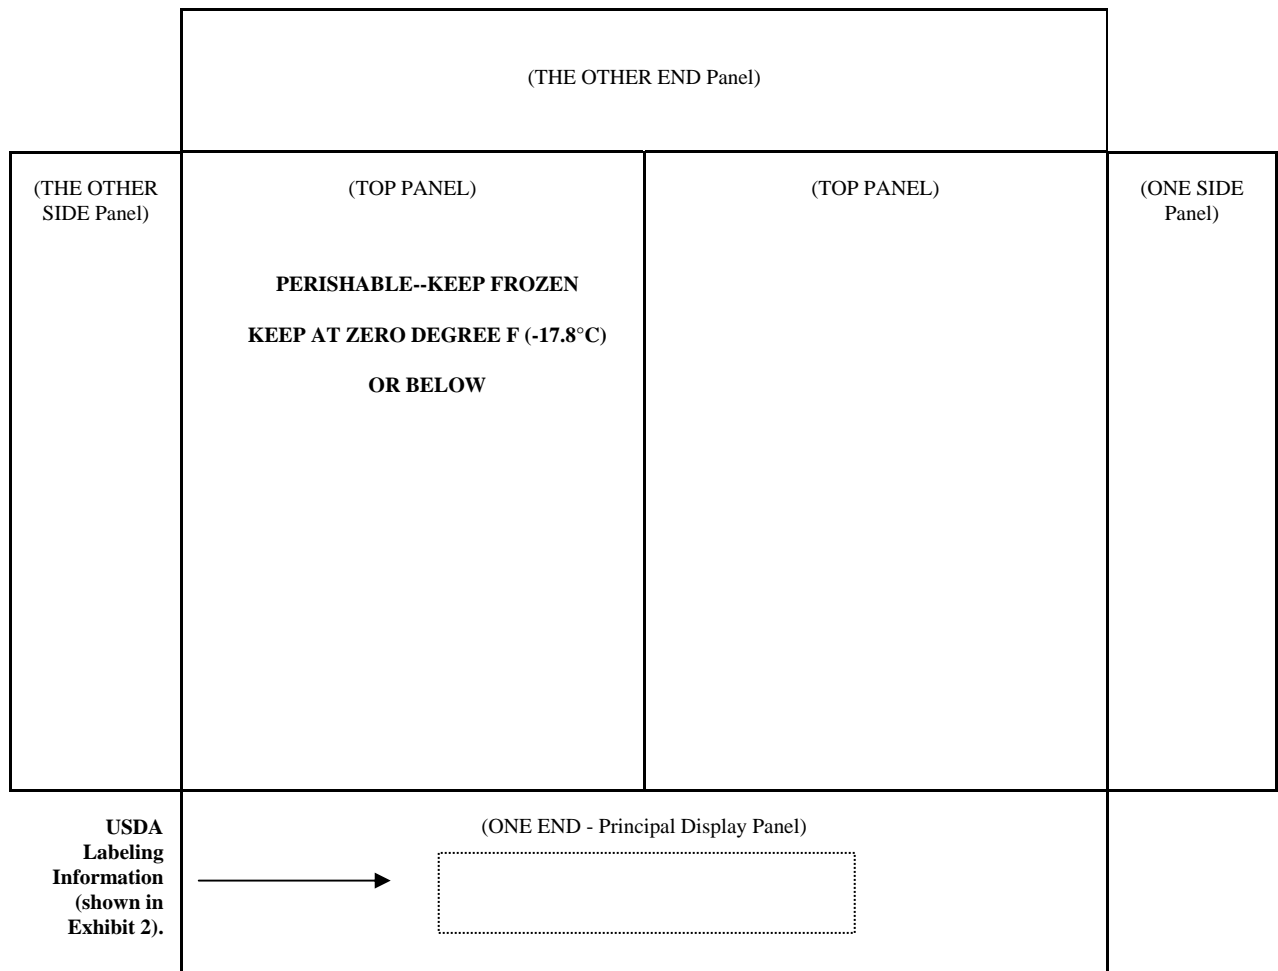 (THE OTHER END Panel)
(THE OTHER
SIDE Panel)
(TOP PANEL)
(TOP PANEL)
(ONE SIDE
Panel)
PERISHABLE--KEEP FROZEN
KEEP AT ZERO DEGREE F (-17.8°C)
OR BELOW
USDA
Labeling
Information
(shown in
Exhibit 2).
(ONE END - Principal Display Panel)